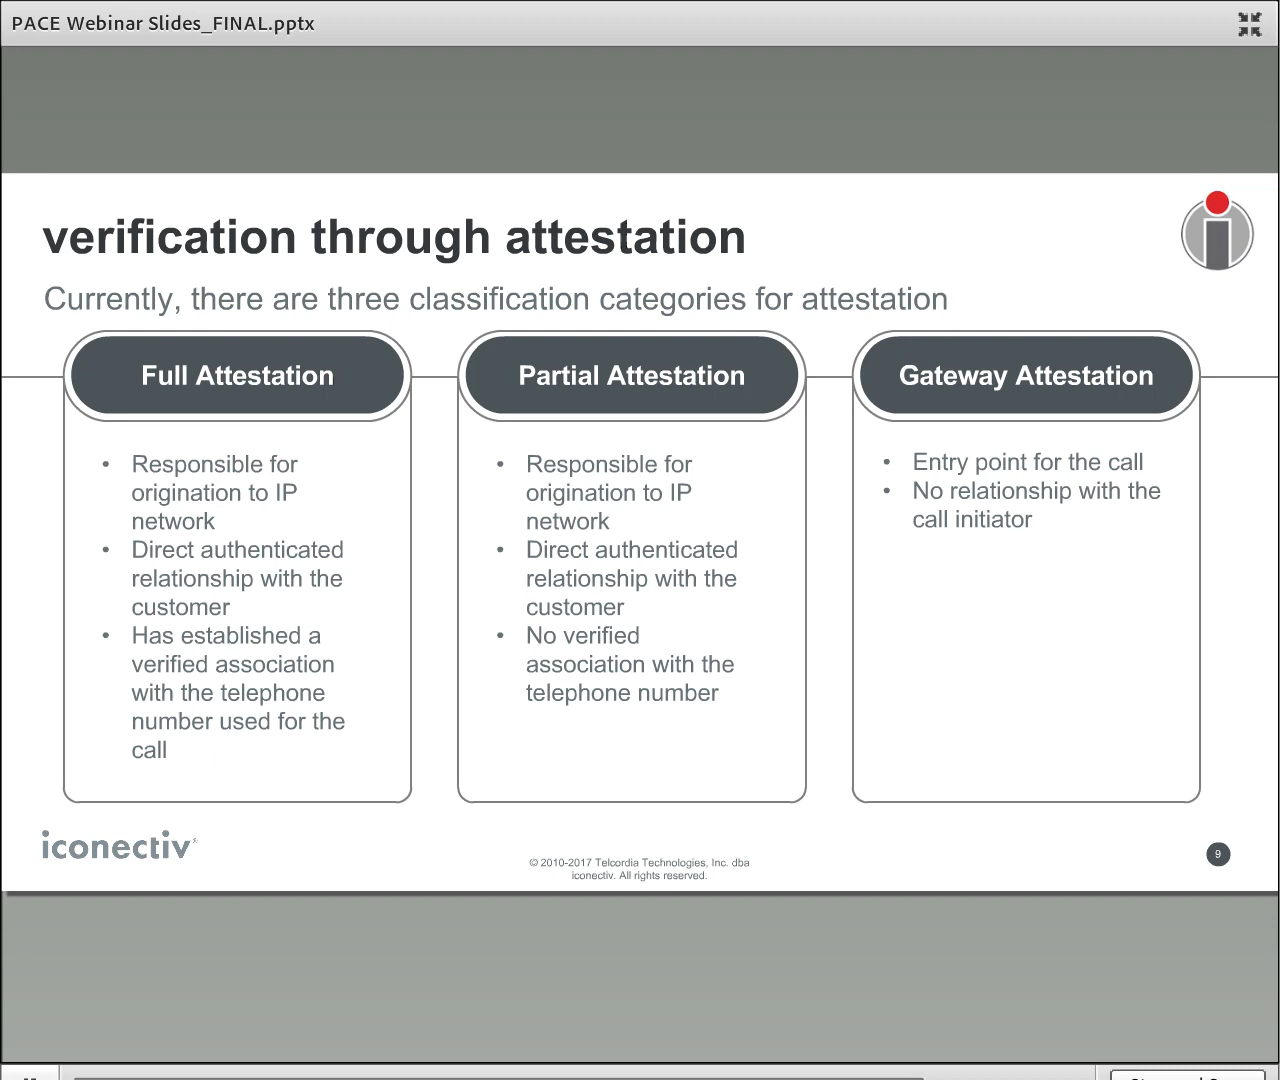 PACE Webinar Slides_FINAL.pptx
verification through attestation
Currently, there are three classification categories for attestation
Full Attestation
• Responsible for
origination to IP
network
• Direct authenticated
relationship with the
customer
• Has established a
verified association
with the telephone
number used for the
call
Partial Attestation
• Responsible for
origination to IP
network
• Direct authenticated
relationship with the
customer
• No verified
association with the
telephone number
Gateway Attestation
• Entry point for the call
• No relationship with the
call initiator
iconectiv
© 2010-2017 Telcordia Technologies, Inc. dba
iconectiv. All rights reserved.
9